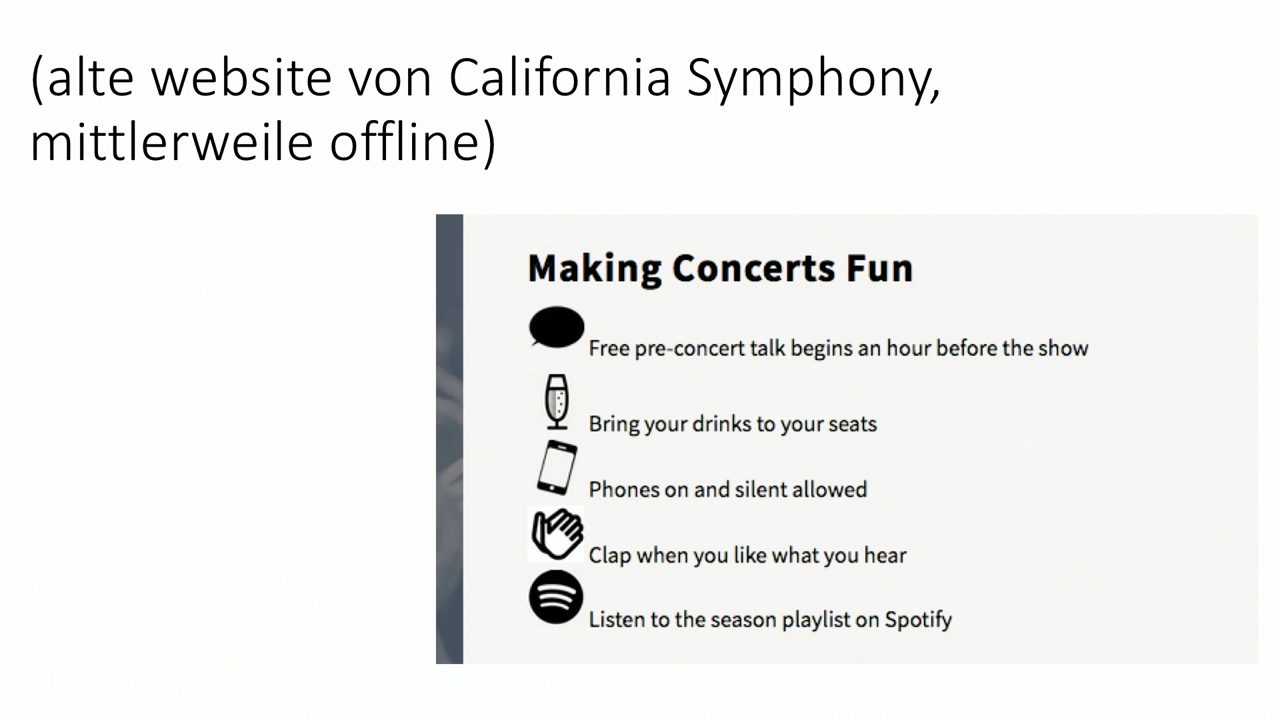 (alte website von California Symphony,
mittlerweile offline)
Making Concerts Fun
Free pre-concert talk begins an hour before the show
Bring your drinks to your seats
Phones on and silent allowed
Clap when you like what you hear
Listen to the season playlist on Spotify